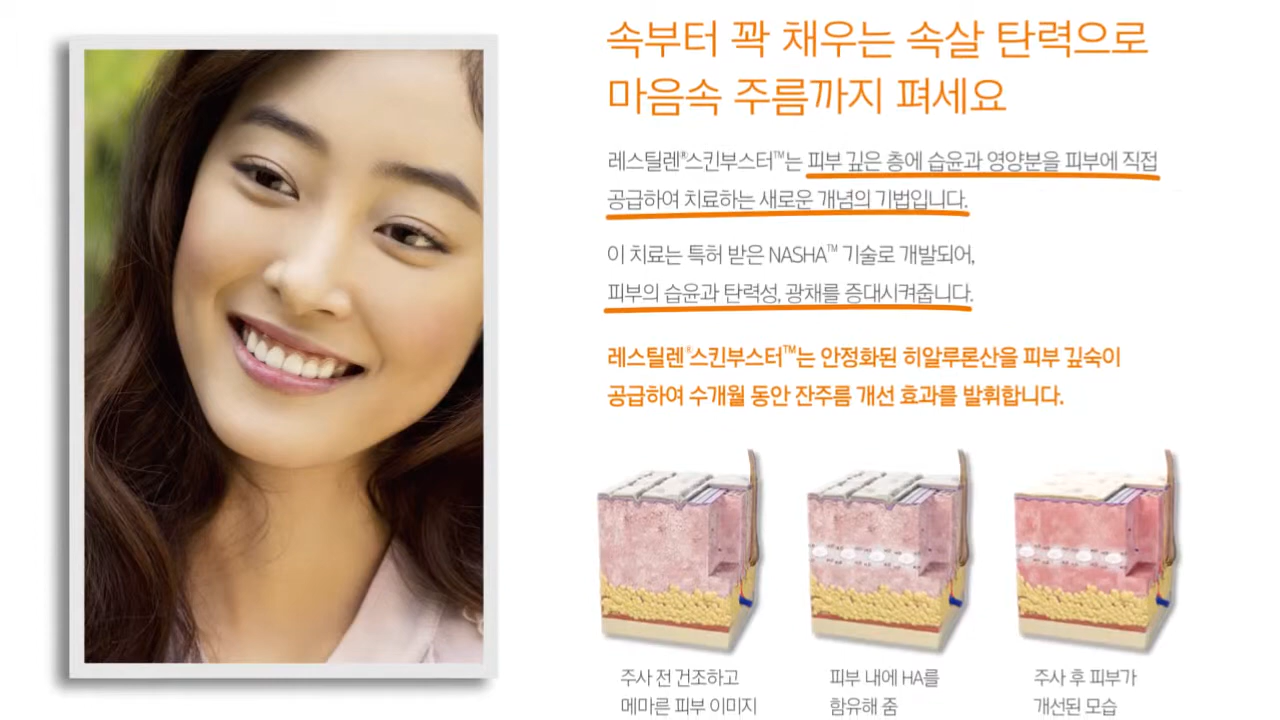 속부터 꽉 채우는 속살 탄력으로
마음속 주름까지 펴세요
레스틸렌®스킨부스터™는 피부 깊은 층에 습윤과 영양분을 피부에 직접
공급하여 치료하는 새로운 개념의 기법입니다.
이 치료는 특허 받은 NASHA™ 기술로 개발되어,
피부의 습윤과 탄력성, 광채를 증대시켜줍니다.
레스틸렌®스킨부스터™는 안정화된 히알루론산을 피부 깊숙이
공급하여 수개월 동안 잔주름 개선 효과를 발휘합니다.
주사 전 건조하고
메마른 피부 이미지
피부 내에 HA를
함유해 줌
주사 후 피부가
개선된 모습